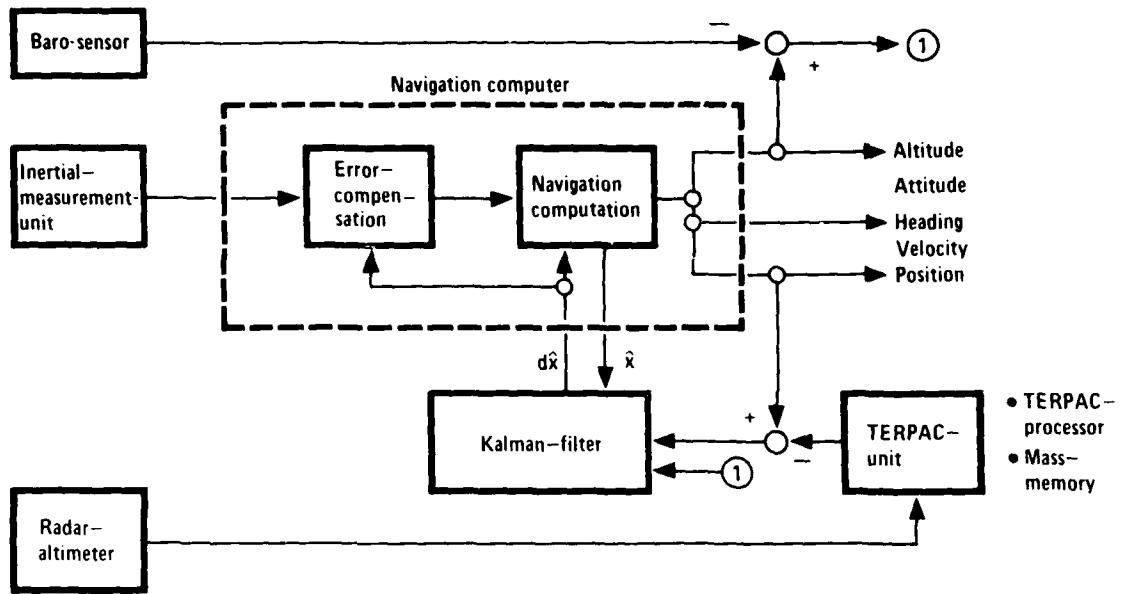 Baro-sensor
−
+
1
Navigation computer
Inertial—
measurement-
unit
Error—
compen—
sation
Navigation
computation
Altitude
Attitude
Heading
Velocity
Position
dx̂
x̂
Kalman—filter
+
−
1
TERPAC—
unit
• TERPAC—
processor
• Mass—
memory
Radar—
altimeter